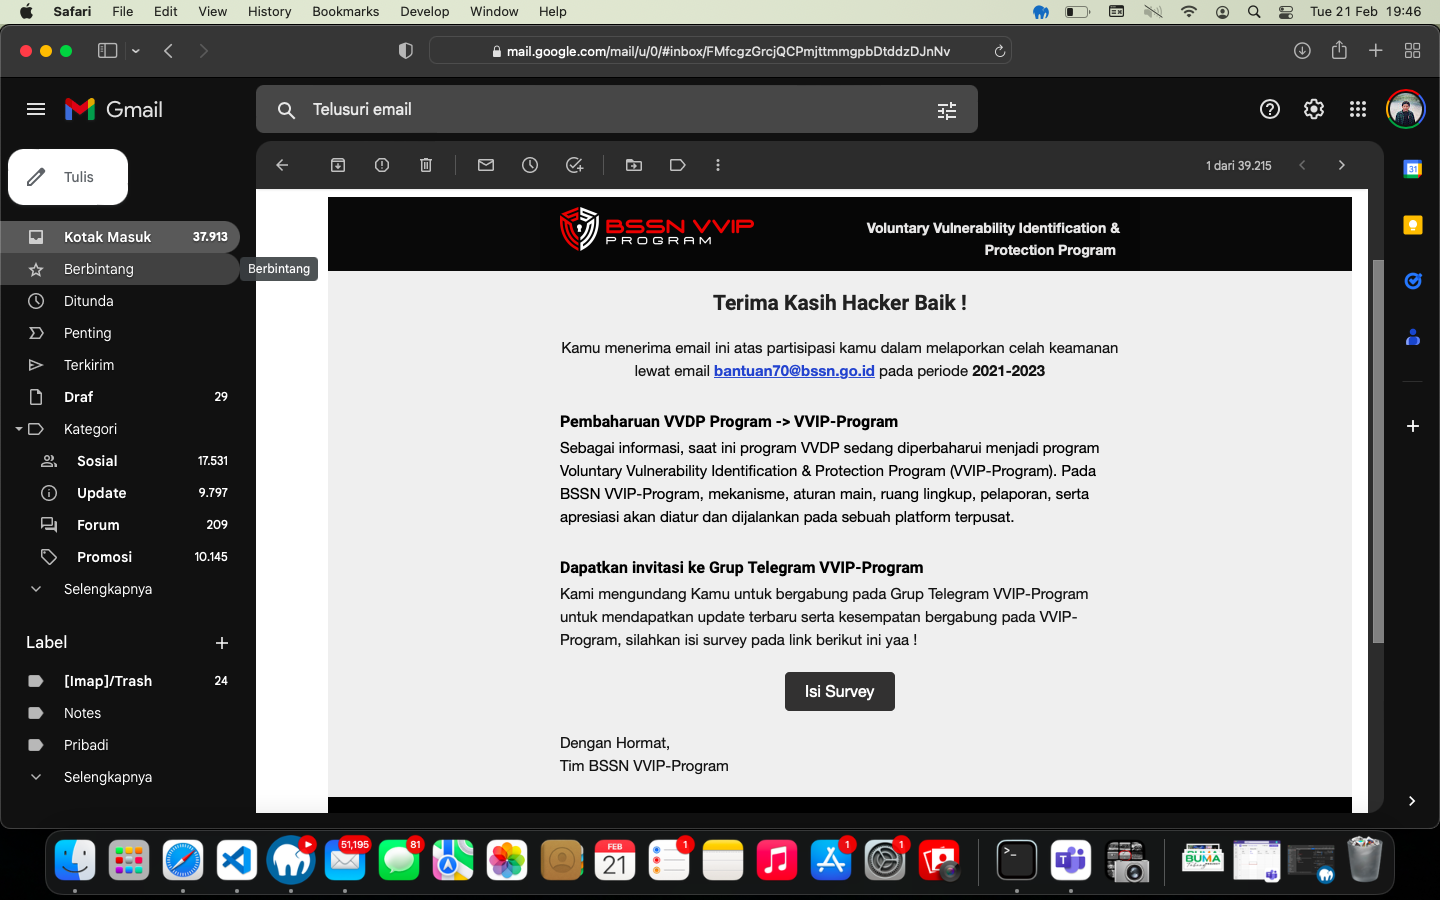 Safari File Edit View History Bookmarks Develop Window Help Tue 21 Feb 19:46
mail.google.com/mail/u/0/#inbox/FMfcgzGrcjQCPmjttmmgpbDtddzDJnNv
Gmail
Telusuri email
Tulis
1 dari 39.215
Kotak Masuk 37.913
Berbintang
Berbintang
Ditunda
Penting
Terkirim
Draf 29
Kategori
Sosial 17.531
Update 9.797
Forum 209
Promosi 10.145
Selengkapnya
Label
[Imap]/Trash 24
Notes
Pribadi
Selengkapnya
BSSN VVIP
PROGRAM
Voluntary Vulnerability Identification &
Protection Program
Terima Kasih Hacker Baik !
Kamu menerima email ini atas partisipasi kamu dalam melaporkan celah keamanan
lewat email bantuan70@bssn.go.id pada periode 2021-2023
Pembaharuan VVDP Program -> VVIP-Program
Sebagai informasi, saat ini program VVDP sedang diperbaharui menjadi program
Voluntary Vulnerability Identification & Protection Program (VVIP-Program). Pada
BSSN VVIP-Program, mekanisme, aturan main, ruang lingkup, pelaporan, serta
apresiasi akan diatur dan dijalankan pada sebuah platform terpusat.
Dapatkan invitasi ke Grup Telegram VVIP-Program
Kami mengundang Kamu untuk bergabung pada Grup Telegram VVIP-Program
untuk mendapatkan update terbaru serta kesempatan bergabung pada VVIP-
Program, silahkan isi survey pada link berikut ini yaa !
Isi Survey
Dengan Hormat,
Tim BSSN VVIP-Program
31
51,195
81
FEB
21
1
1
1
BUMA